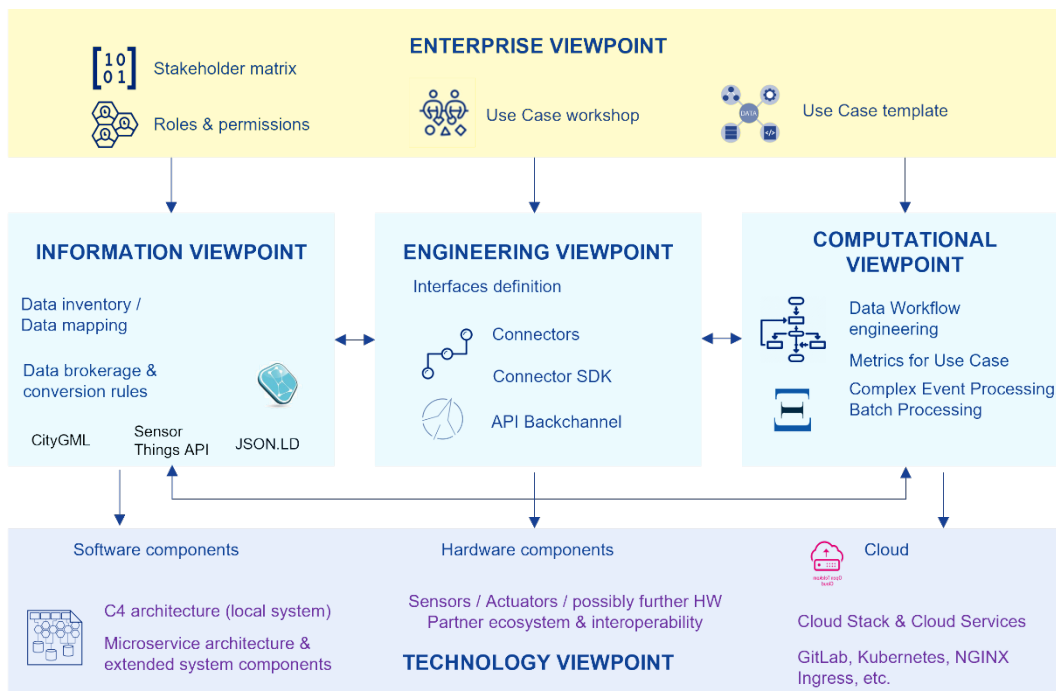 ENTERPRISE VIEWPOINT
10
01
Stakeholder matrix
Roles & permissions
Use Case workshop
DATA
Use Case template
INFORMATION VIEWPOINT
Data inventory /
Data mapping
Data brokerage &
conversion rules
CityGML
Sensor
Things API
JSON.LD
ENGINEERING VIEWPOINT
Interfaces definition
Connectors
Connector SDK
API Backchannel
COMPUTATIONAL
VIEWPOINT
Data Workflow
engineering
Metrics for Use Case
Complex Event Processing
Batch Processing
Software components
C4 architecture (local system)
Microservice architecture &
extended system components
Hardware components
Sensors / Actuators / possibly further HW
Partner ecosystem & interoperability
TECHNOLOGY VIEWPOINT
Cloud
Cloud Stack & Cloud Services
GitLab, Kubernetes, NGINX
Ingress, etc.